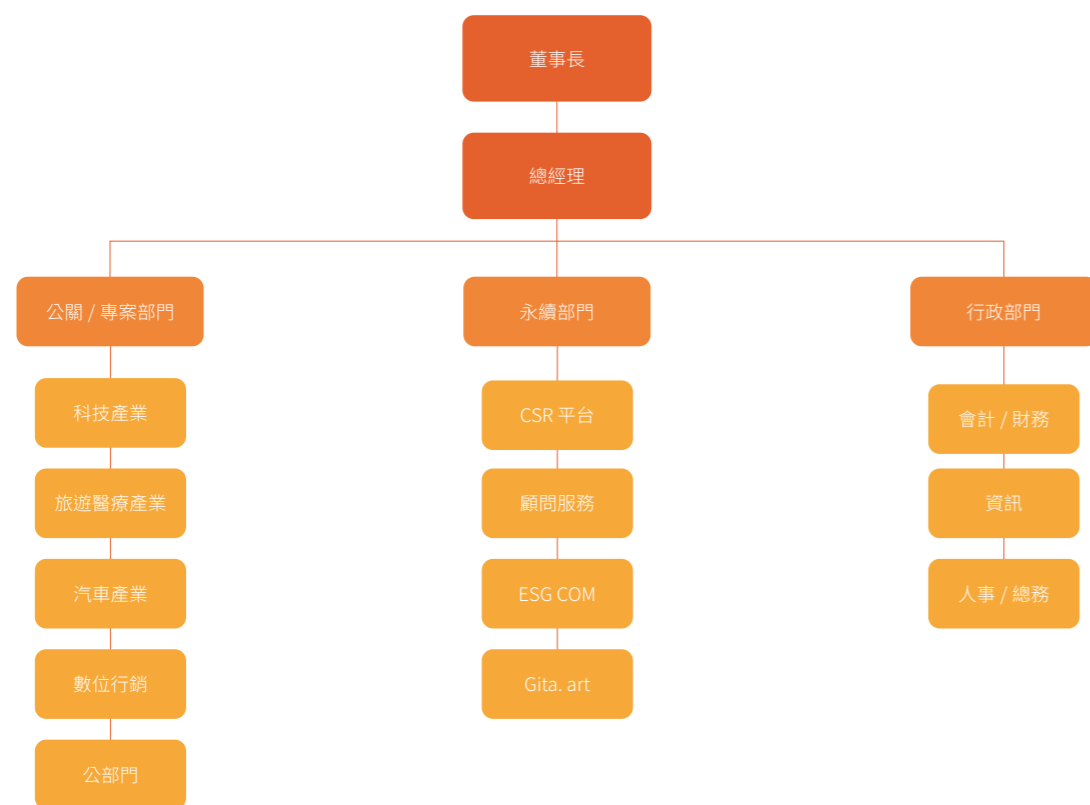 董事長
總經理
公關 / 專案部門
科技產業
旅遊醫療產業
汽車產業
數位行銷
公部門
永續部門
CSR 平台
顧問服務
ESG COM
Gita. art
行政部門
會計 / 財務
資訊
人事 / 總務